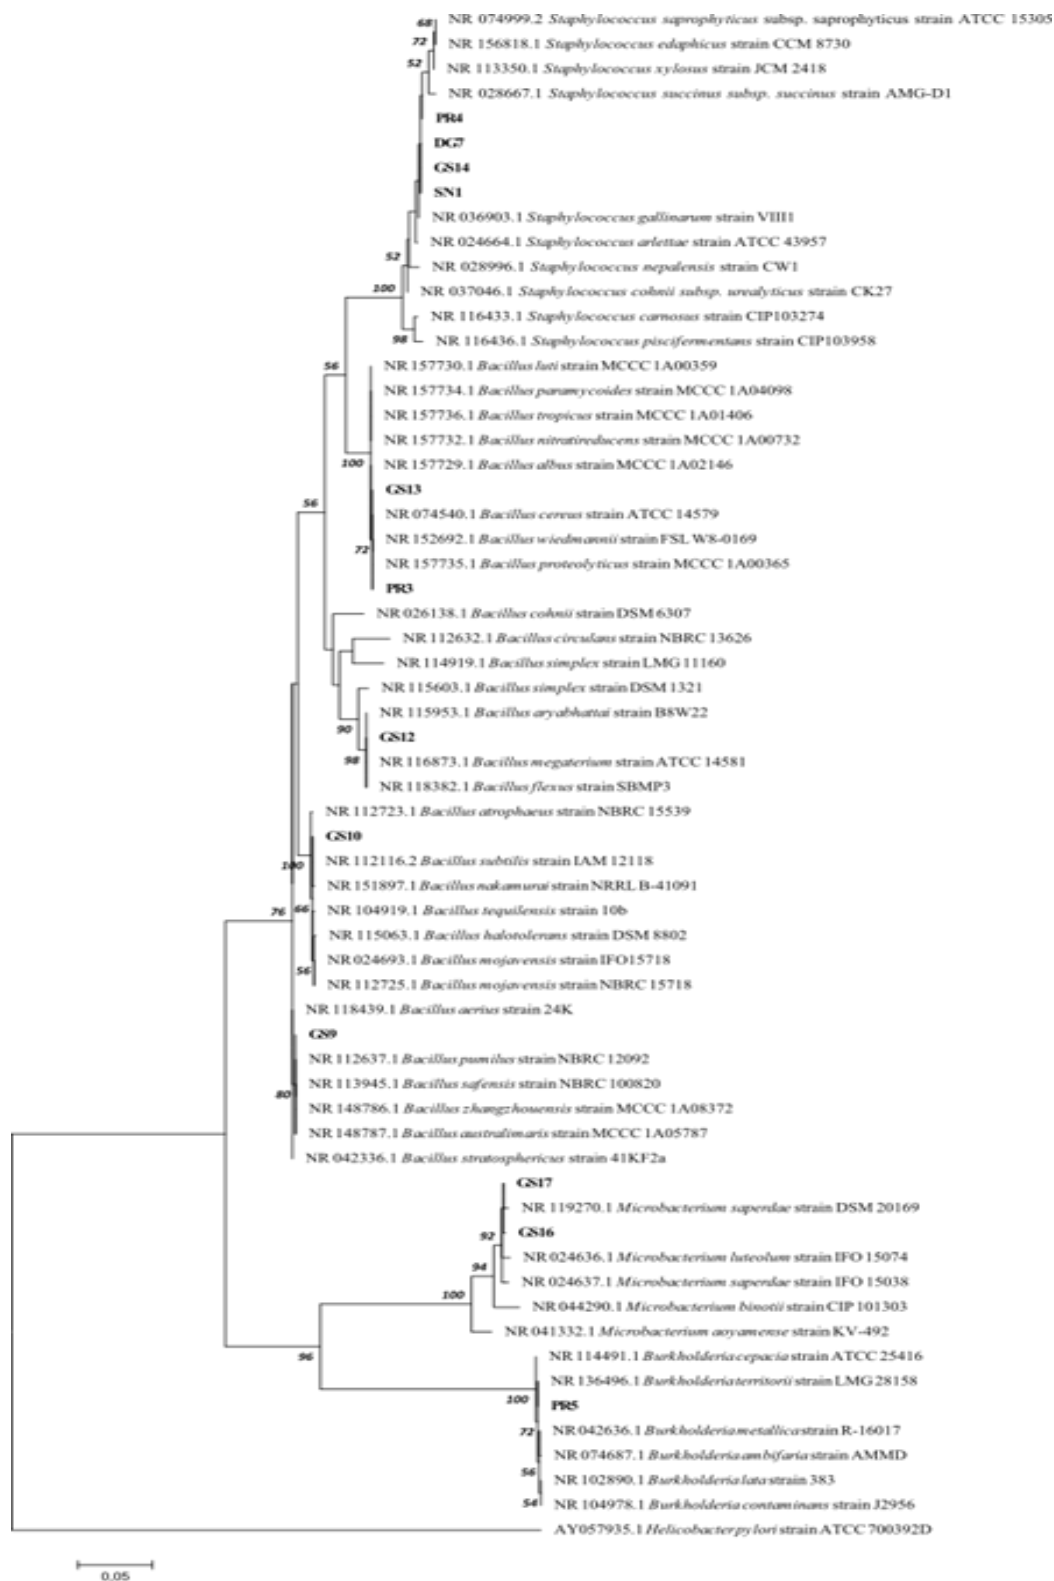 68
NR 074999.2 Staphylococcus saprophyticus subsp. saprophyticus strain ATCC 15305
72
NR 156818.1 Staphylococcus edaphicus strain CCM 8730
52
NR 113350.1 Staphylococcus xylosus strain JCM 2418
NR 028667.1 Staphylococcus succinus subsp. succinus strain AMG-D1
PR4
DG7
GS14
SN1
NR 036903.1 Staphylococcus gallinarum strain VIII1
NR 024664.1 Staphylococcus arlettae strain ATCC 43957
52
NR 028996.1 Staphylococcus nepalensis strain CW1
100
NR 037046.1 Staphylococcus cohnii subsp. urealyticus strain CK27
NR 116433.1 Staphylococcus carnosus strain CIP103274
98
NR 116436.1 Staphylococcus piscifermentans strain CIP103958
56
NR 157730.1 Bacillus luti strain MCCC 1A00359
NR 157734.1 Bacillus paramycoides strain MCCC 1A04098
NR 157736.1 Bacillus tropicus strain MCCC 1A01406
NR 157732.1 Bacillus nitratireducens strain MCCC 1A00732
100
NR 157729.1 Bacillus albus strain MCCC 1A02146
GS13
56
NR 074540.1 Bacillus cereus strain ATCC 14579
NR 152692.1 Bacillus wiedmannii strain FSL W8-0169
72
NR 157735.1 Bacillus proteolyticus strain MCCC 1A00365
PR3
NR 026138.1 Bacillus cohnii strain DSM 6307
NR 112632.1 Bacillus circulans strain NBRC 13626
NR 114919.1 Bacillus simplex strain LMG 11160
NR 115603.1 Bacillus simplex strain DSM 1321
NR 115953.1 Bacillus aryabhattai strain B8W22
90
GS12
98
NR 116873.1 Bacillus megaterium strain ATCC 14581
NR 118382.1 Bacillus flexus strain SBMP3
NR 112723.1 Bacillus atrophaeus strain NBRC 15539
GS10
100
NR 112116.2 Bacillus subtilis strain IAM 12118
NR 151897.1 Bacillus nakamurai strain NRRL B-41091
76 66
NR 104919.1 Bacillus tequilensis strain 10b
NR 115063.1 Bacillus halotolerans strain DSM 8802
56
NR 024693.1 Bacillus mojavensis strain IFO15718
NR 112725.1 Bacillus mojavensis strain NBRC 15718
NR 118439.1 Bacillus aerius strain 24K
GS9
NR 112637.1 Bacillus pumilus strain NBRC 12092
80
NR 113945.1 Bacillus safensis strain NBRC 100820
NR 148786.1 Bacillus zhangzhouensis strain MCCC 1A08372
NR 148787.1 Bacillus australimaris strain MCCC 1A05787
NR 042336.1 Bacillus stratosphericus strain 41KF2a
GS17
NR 119270.1 Microbacterium saperdae strain DSM 20169
92
GS16
NR 024636.1 Microbacterium luteolum strain IFO 15074
94
NR 024637.1 Microbacterium saperdae strain IFO 15038
100
NR 044290.1 Microbacterium binotii strain CIP 101303
NR 041332.1 Microbacterium aoyamense strain KV-492
96
NR 114491.1 Burkholderia cepacia strain ATCC 25416
NR 136496.1 Burkholderia territorii strain LMG 28158
100
PR5
72
NR 042636.1 Burkholderia metallica strain R-16017
NR 074687.1 Burkholderia ambifaria strain AMMD
56
NR 102890.1 Burkholderia lata strain 383
54
NR 104978.1 Burkholderia contaminans strain J2956
AY057935.1 Helicobacter pylori strain ATCC 700392D
0.05